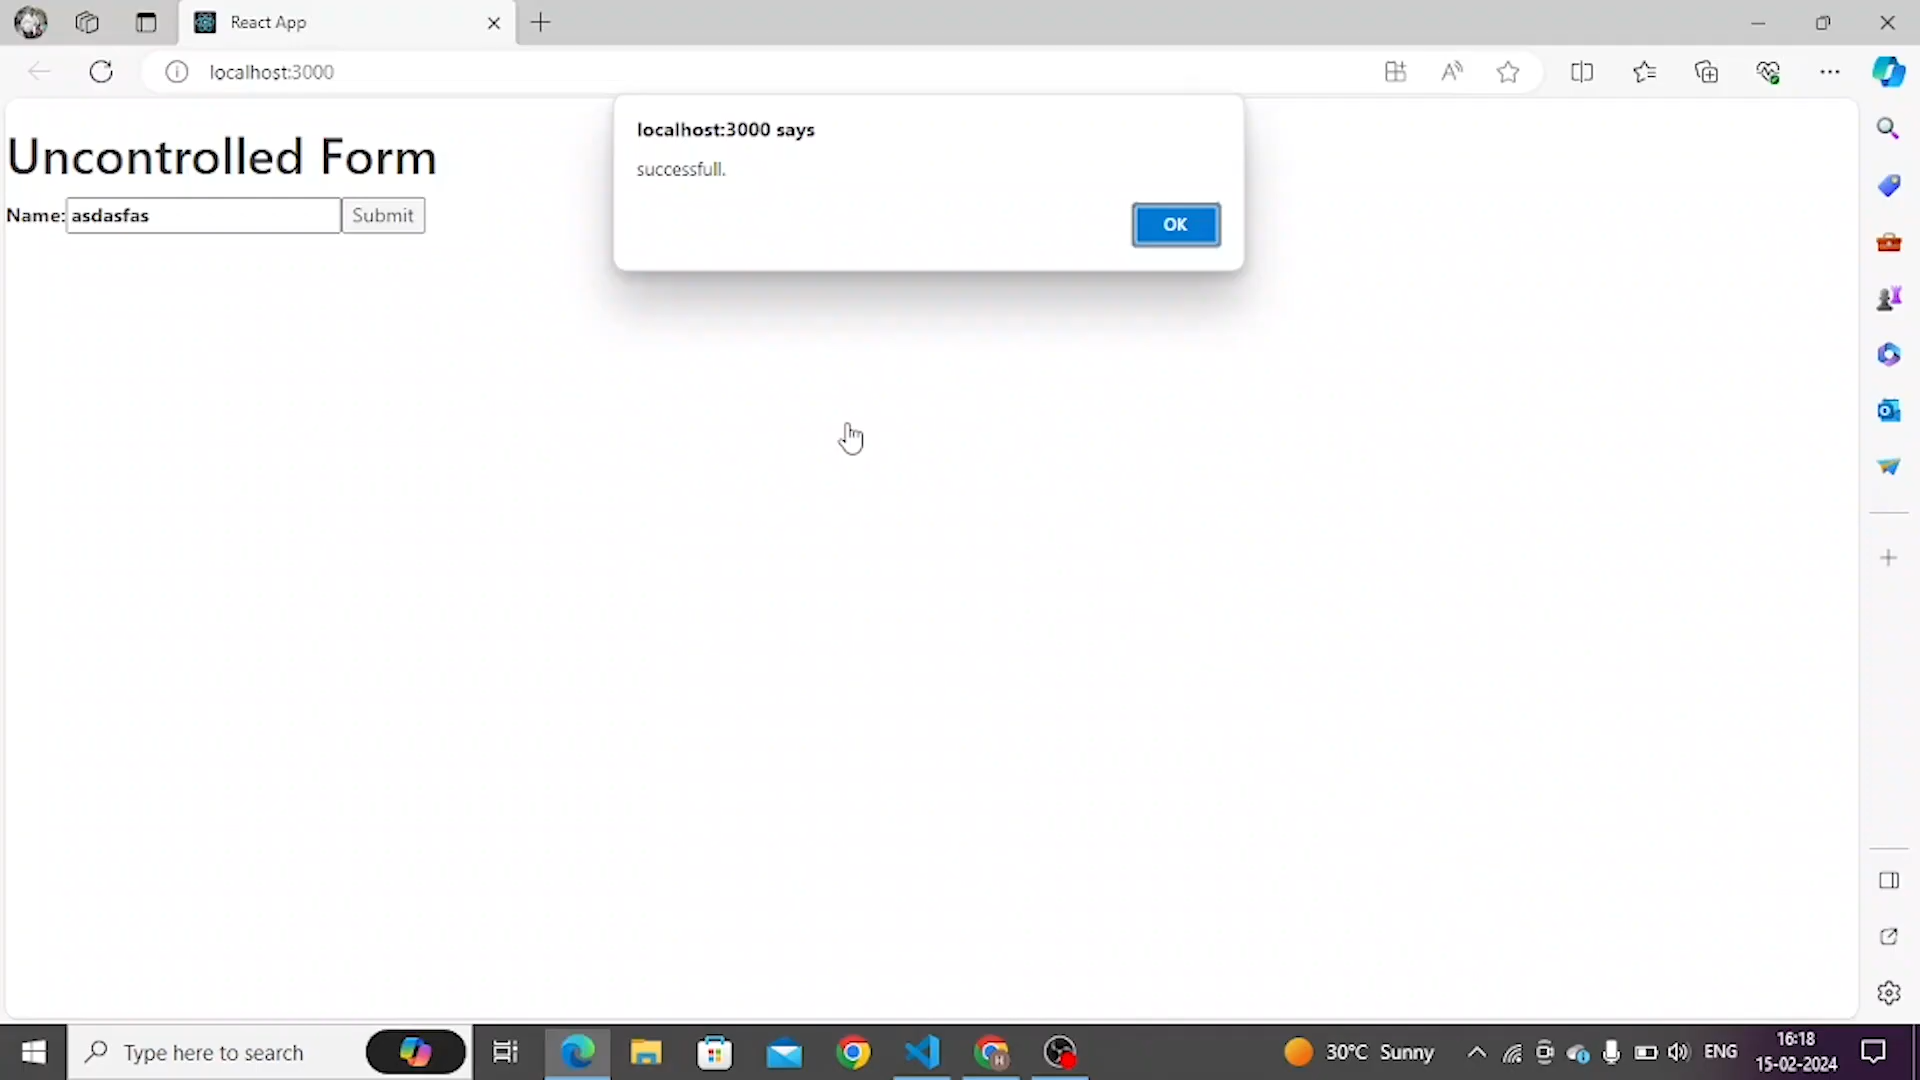 React App
localhost:3000
localhost:3000 says
successfull.
OK
Uncontrolled Form
Name: asdasfas Submit
Type here to search
30°C Sunny
ENG
16:18
15-02-2024